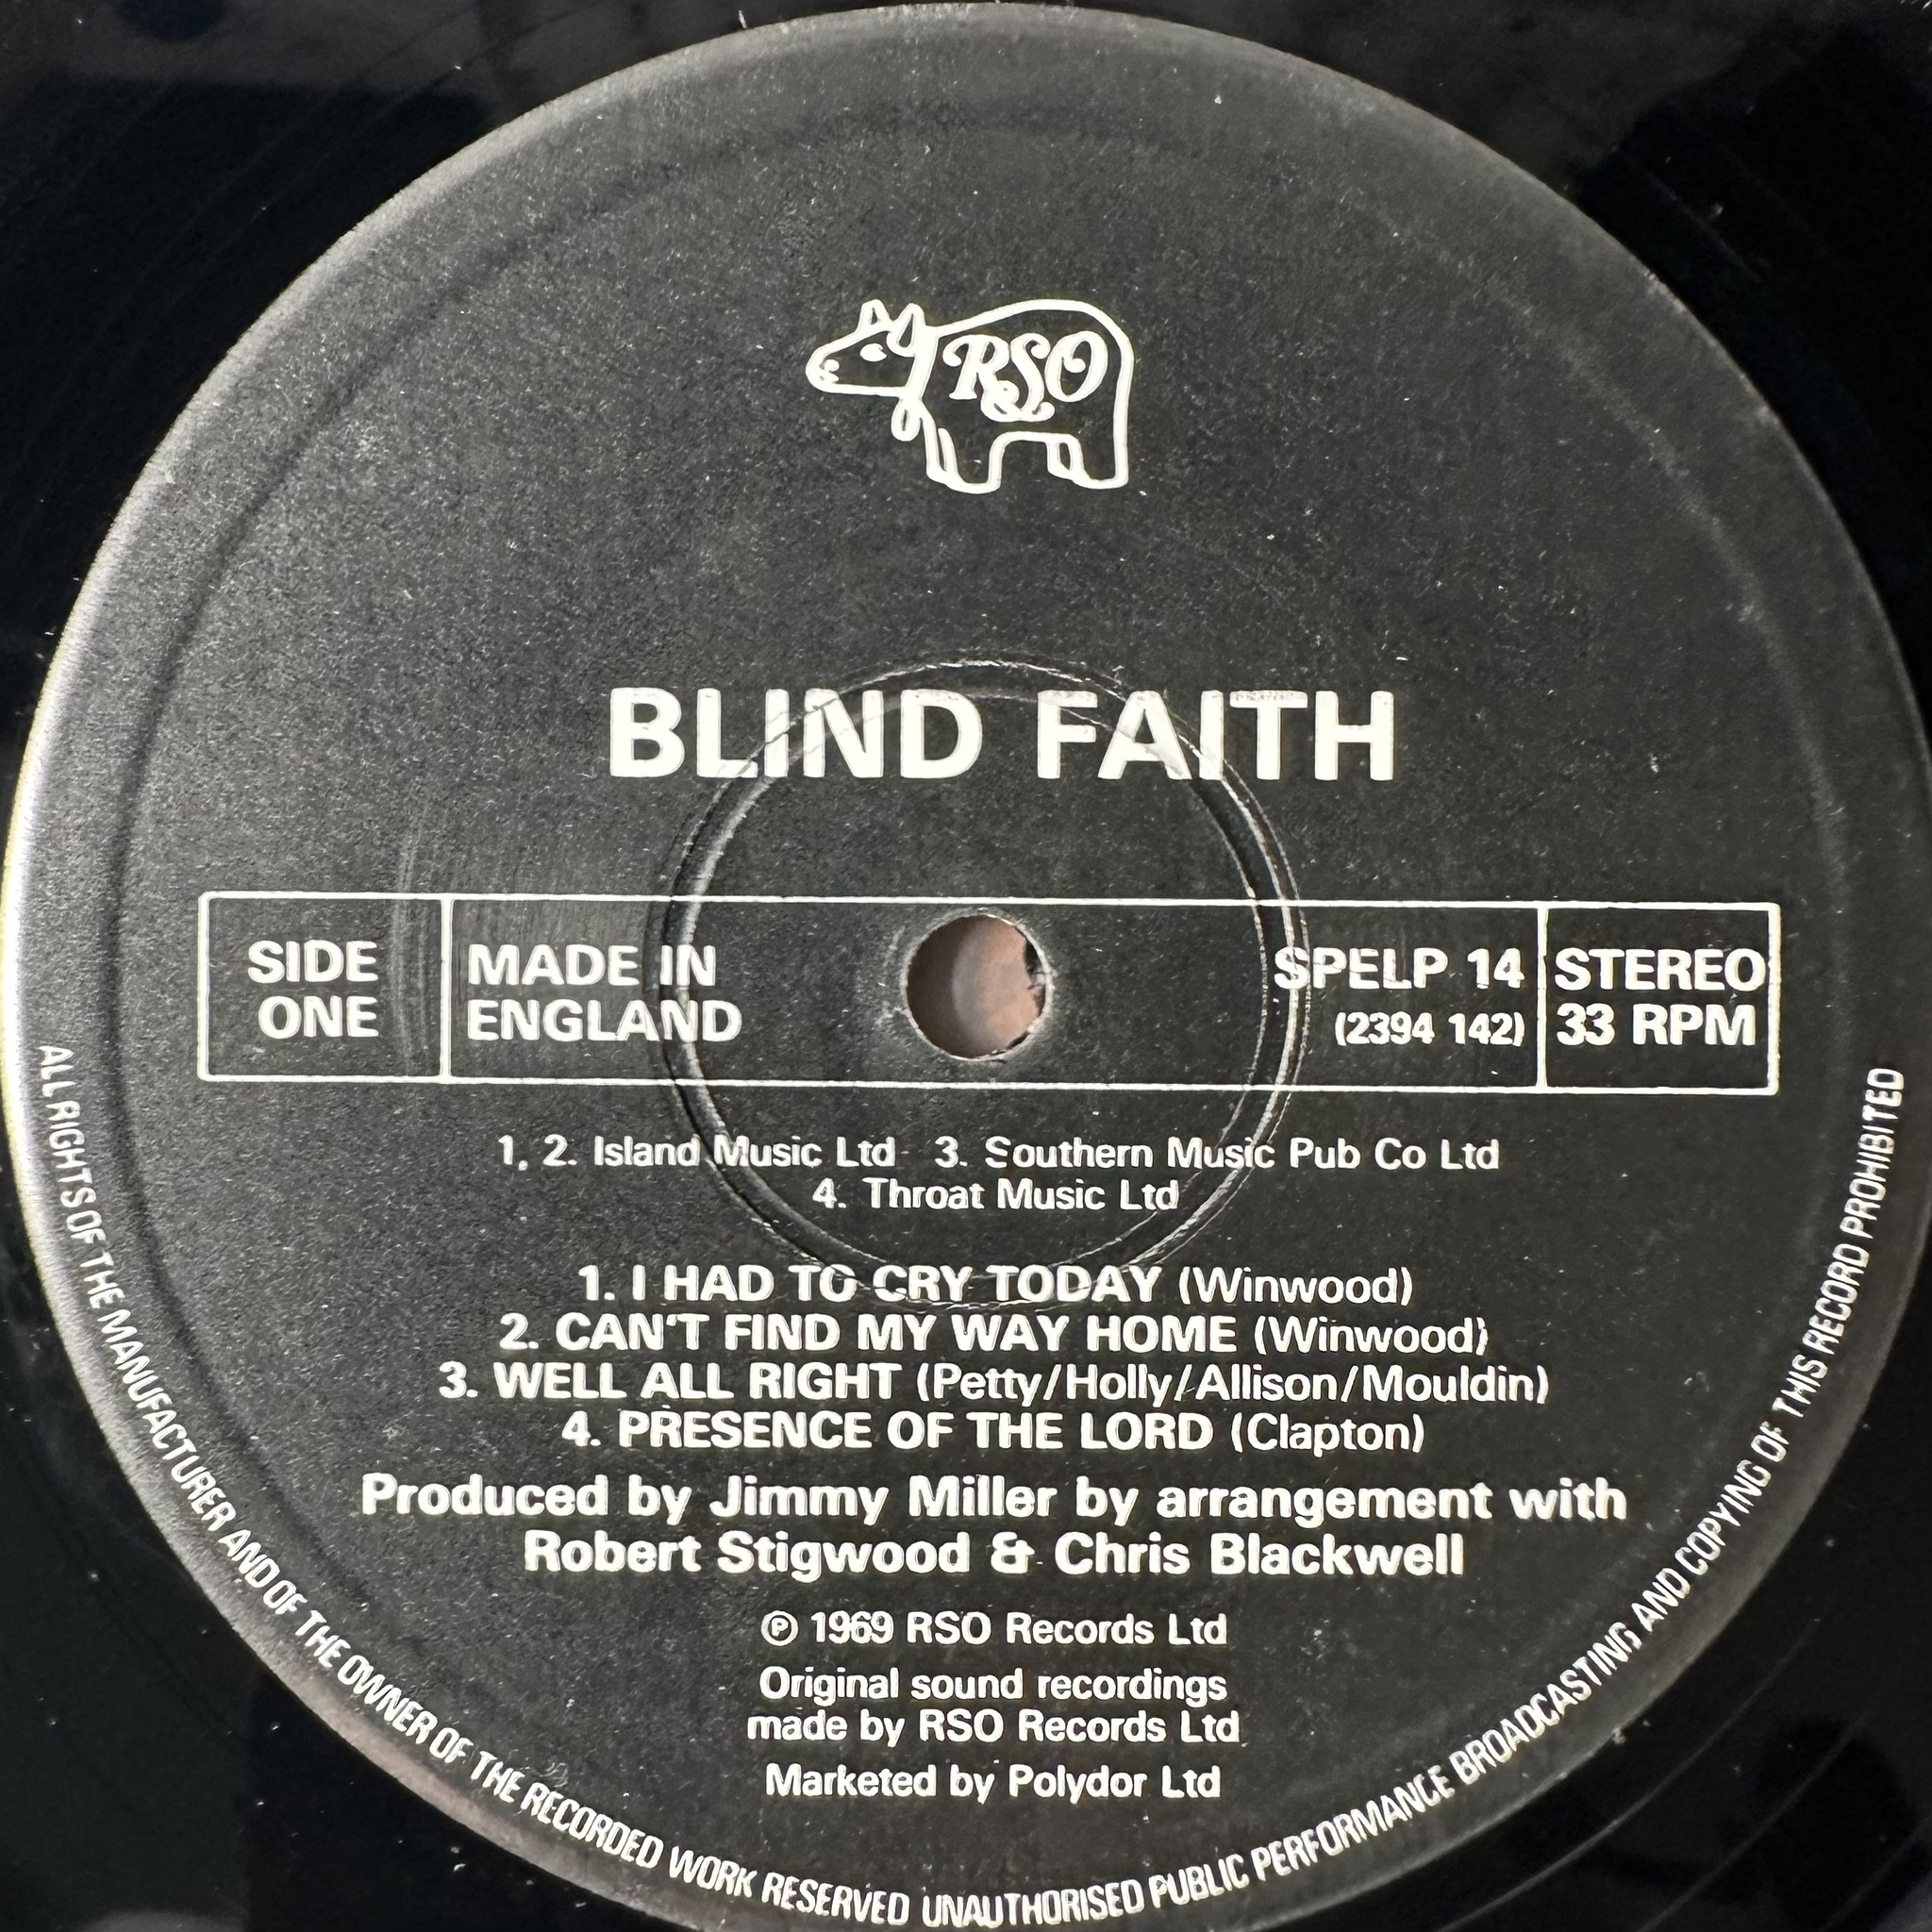 RSO
BLIND FAITH
SIDE
ONE
MADE IN
ENGLAND
SPELP 14
(2394 142)
STEREO
33 RPM
1, 2. Island Music Ltd 3. Southern Music Pub Co Ltd
4. Throat Music Ltd
1. I HAD TO CRY TODAY (Winwood)
2. CAN'T FIND MY WAY HOME (Winwood)
3. WELL ALL RIGHT (Petty/Holly/Allison/Mouldin)
4. PRESENCE OF THE LORD (Clapton)
Produced by Jimmy Miller by arrangement with
Robert Stigwood & Chris Blackwell
℗ 1969 RSO Records Ltd
Original sound recordings
made by RSO Records Ltd
Marketed by Polydor Ltd
ALL RIGHTS OF THE MANUFACTURER AND OF THE OWNER OF THE RECORDED WORK RESERVED UNAUTHORISED PUBLIC PERFORMANCE BROADCASTING AND COPYING OF THIS RECORD PROHIBITED